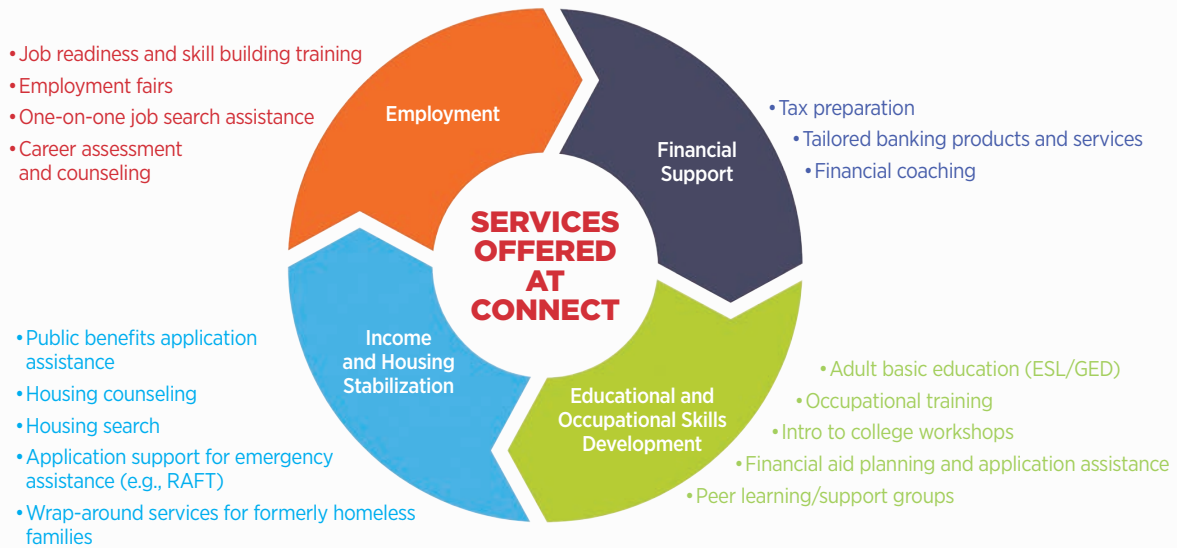 • Job readiness and skill building training
• Employment fairs
• One-on-one job search assistance
• Career assessment
and counseling
Employment
Financial
Support
• Tax preparation
• Tailored banking products and services
• Financial coaching
SERVICES
OFFERED
AT
CONNECT
• Public benefits application
assistance
• Housing counseling
• Housing search
• Application support for emergency
assistance (e.g., RAFT)
• Wrap-around services for formerly homeless
families
Income
and Housing
Stabilization
Educational and
Occupational Skills
Development
• Adult basic education (ESL/GED)
• Occupational training
• Intro to college workshops
• Financial aid planning and application assistance
• Peer learning/support groups